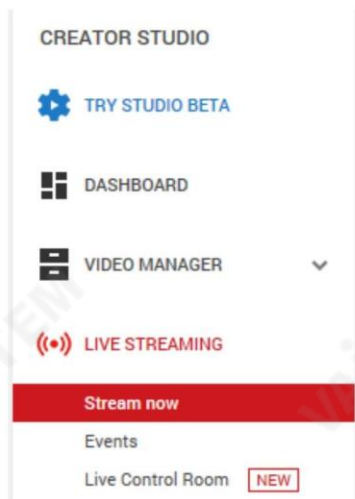 CREATOR STUDIO
TRY STUDIO BETA
DASHBOARD
VIDEO MANAGER
LIVE STREAMING
Stream now
Events
Live Control Room NEW